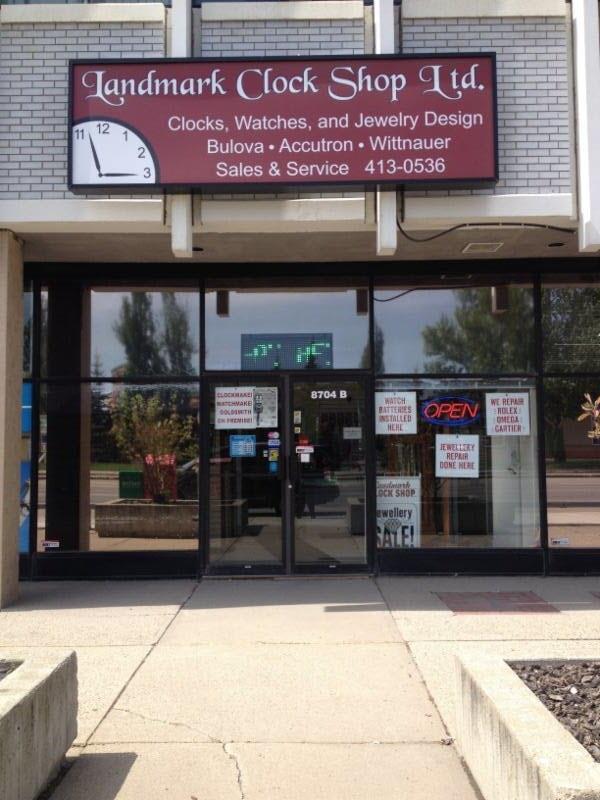 Landmark Clock Shop Ltd.
Clocks, Watches, and Jewelry Design
Bulova • Accutron • Wittnauer
Sales & Service 413-0536
11 12 1
2
3
8704 B
CLOCKMAKER
WATCHMAKER
GOLDSMITH
ON PREMISE
WATCH
BATTERIES
INSTALLED
HERE
OPEN
WE REPAIR
ROLEX
OMEGA
CARTIER
JEWELLERY
REPAIR
DONE HERE
Landmark
CLOCK SHOP
Jewellery
SALE!